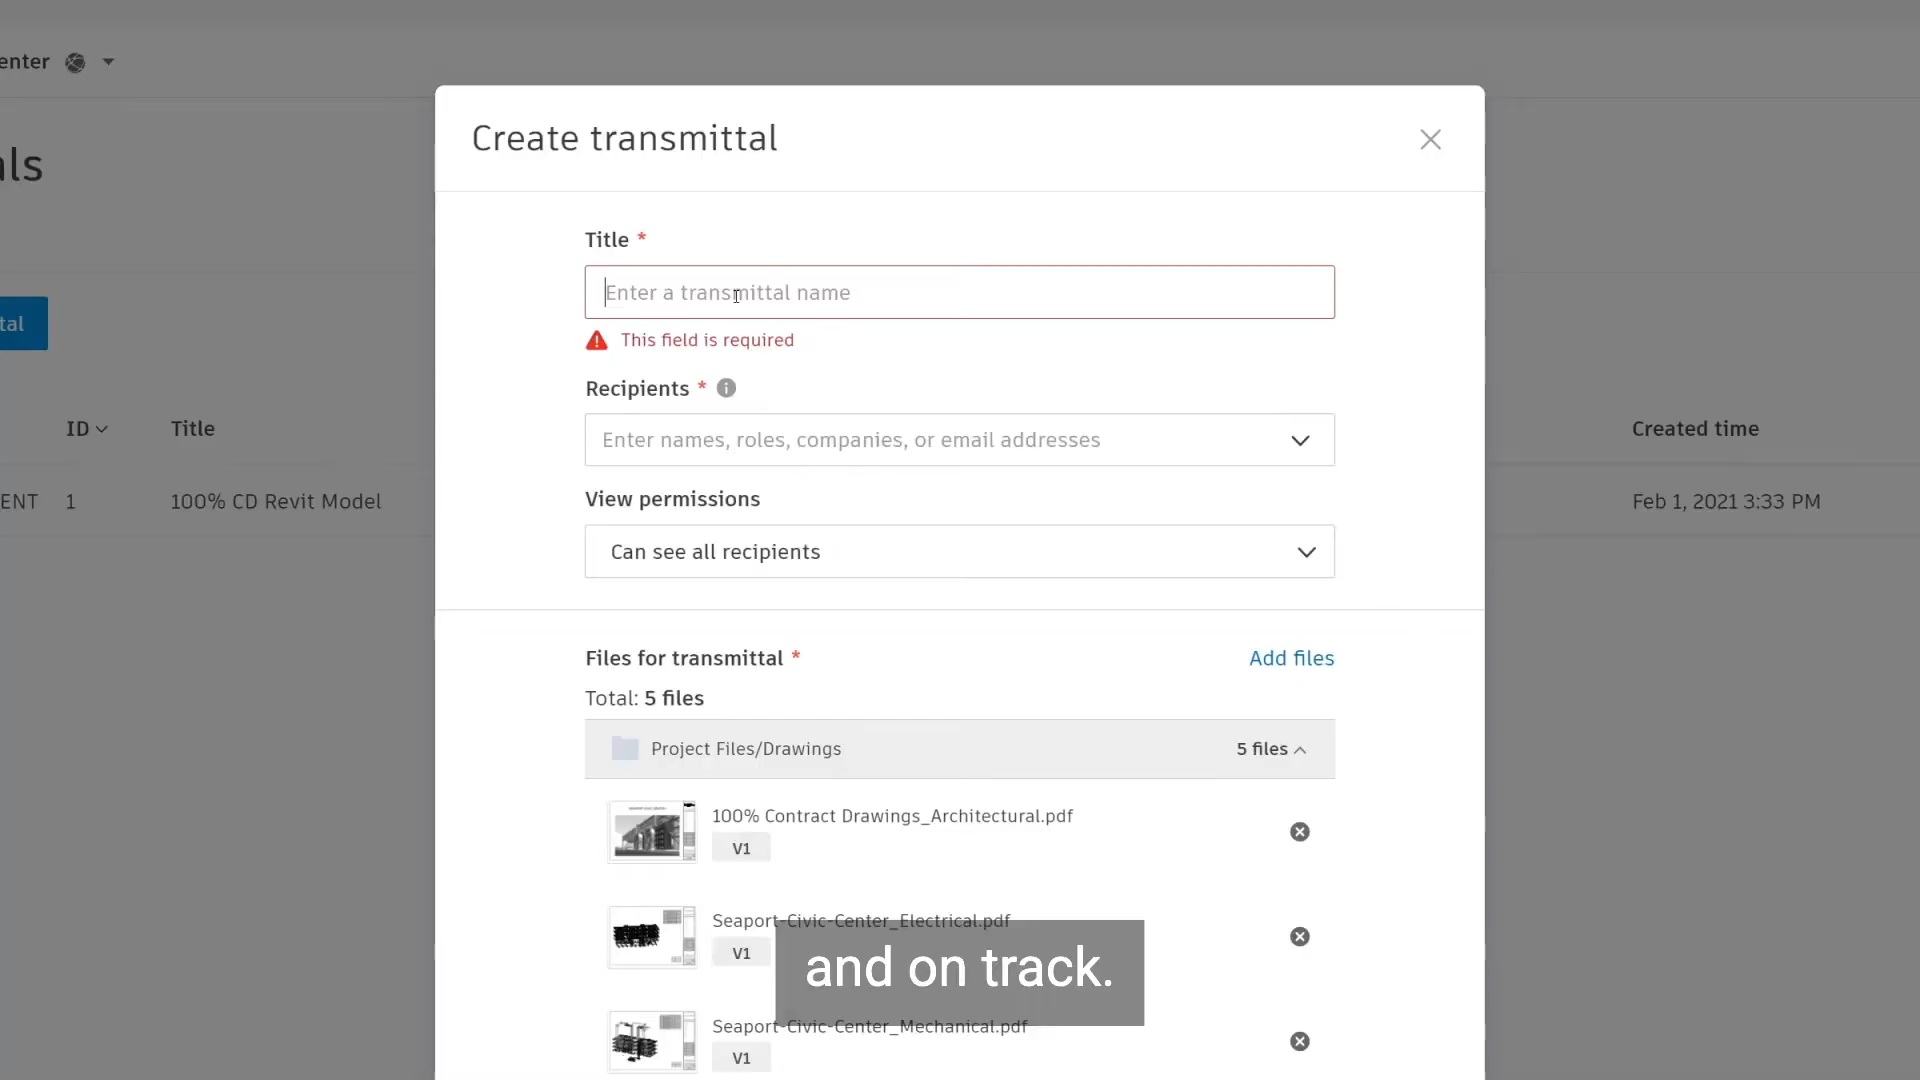 enter
Create transmittal
als
Title *
Enter a transmittal name
tal
This field is required
Recipients *
ID
Title
Enter names, roles, companies, or email addresses
Created time
View permissions
ENT
1
100% CD Revit Model
Feb 1, 2021 3:33 PM
Can see all recipients
Files for transmittal *
Add files
Total: 5 files
Project Files/Drawings
5 files
100% Contract Drawings_Architectural.pdf
V1
Seaport-Civic-Center_Electrical.pdf
V1
and on track.
Seaport-Civic-Center_Mechanical.pdf
V1